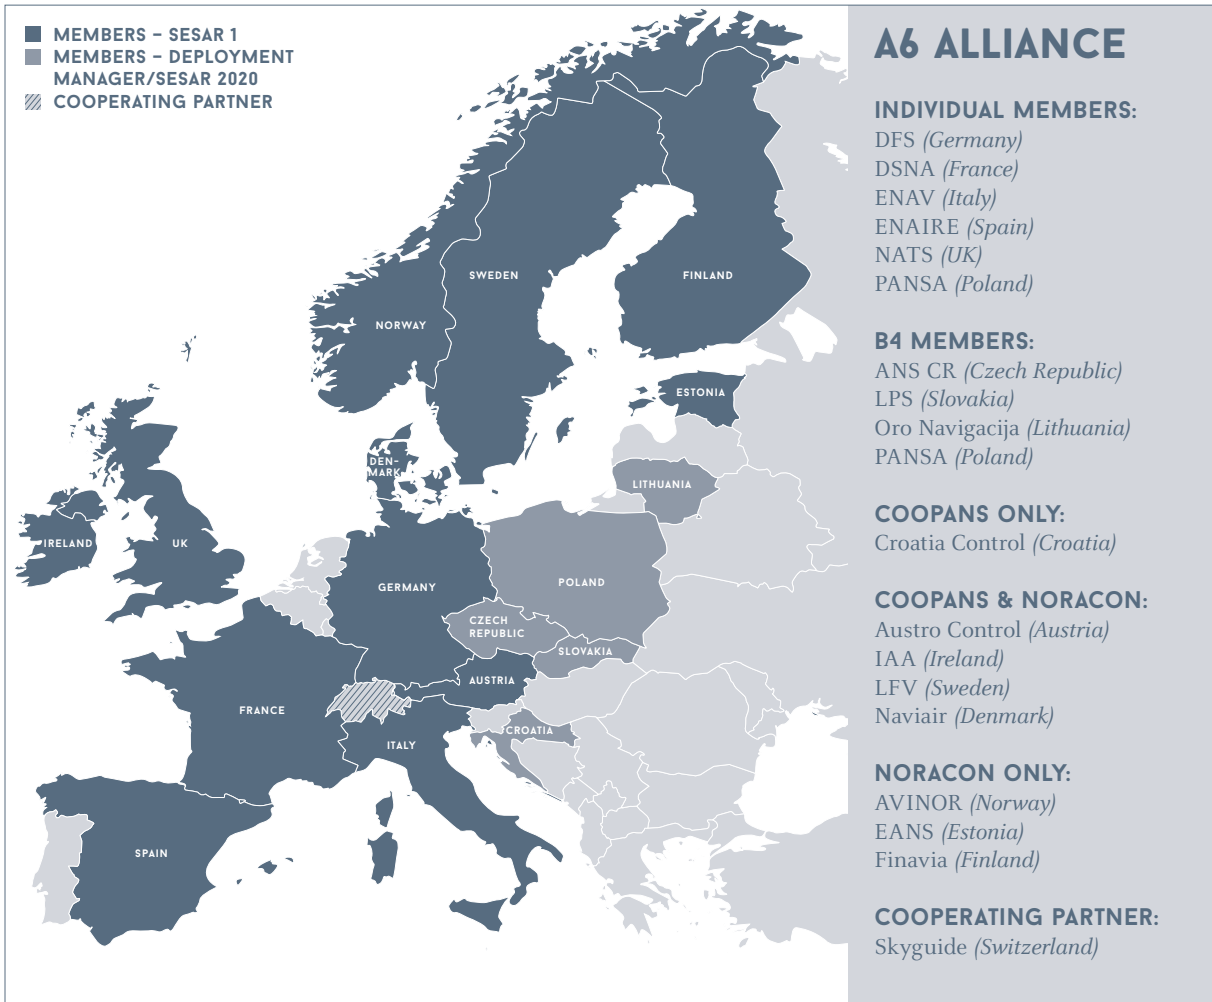 MEMBERS – SESAR 1
MEMBERS – DEPLOYMENT
MANAGER/SESAR 2020
COOPERATING PARTNER
NORWAY
SWEDEN
FINLAND
ESTONIA
DEN-
MARK
LITHUANIA
IRELAND
UK
GERMANY
POLAND
CZECH
REPUBLIC
SLOVAKIA
AUSTRIA
FRANCE
CROATIA
ITALY
SPAIN
A6 ALLIANCE
INDIVIDUAL MEMBERS:
DFS (Germany)
DSNA (France)
ENAV (Italy)
ENAIRE (Spain)
NATS (UK)
PANSA (Poland)
B4 MEMBERS:
ANS CR (Czech Republic)
LPS (Slovakia)
Oro Navigacija (Lithuania)
PANSA (Poland)
COOPANS ONLY:
Croatia Control (Croatia)
COOPANS & NORACON:
Austro Control (Austria)
IAA (Ireland)
LFV (Sweden)
Naviair (Denmark)
NORACON ONLY:
AVINOR (Norway)
EANS (Estonia)
Finavia (Finland)
COOPERATING PARTNER:
Skyguide (Switzerland)